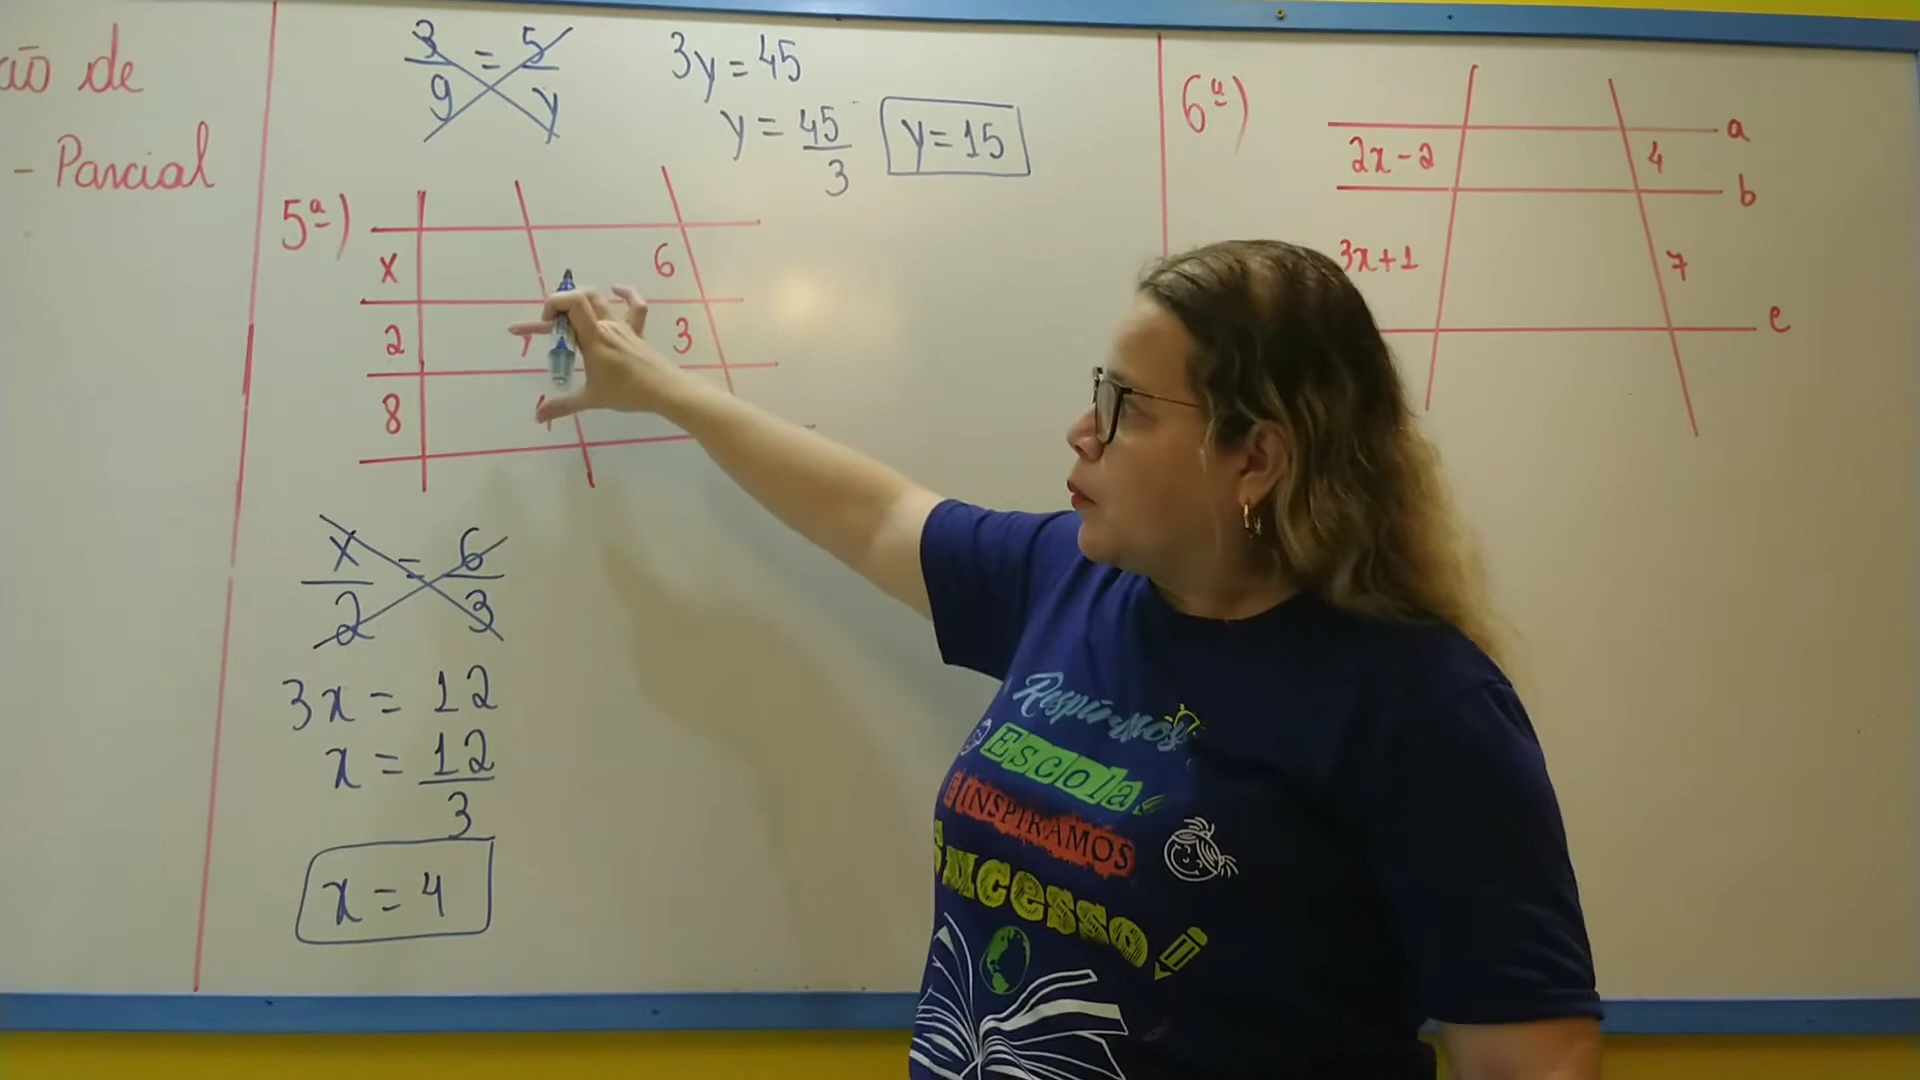 ão de
- Parcial
3/9 = 5/y
3y = 45
y = 45/3
y = 15
5ª)
x 6
2 3
8
x/2 = 6/3
3x = 12
x = 12/3
x = 4
6ª)
a
2x - 2 4
b
3x+1 7
c
Respiramos
Escola
E INSPIRAMOS
Sucesso!